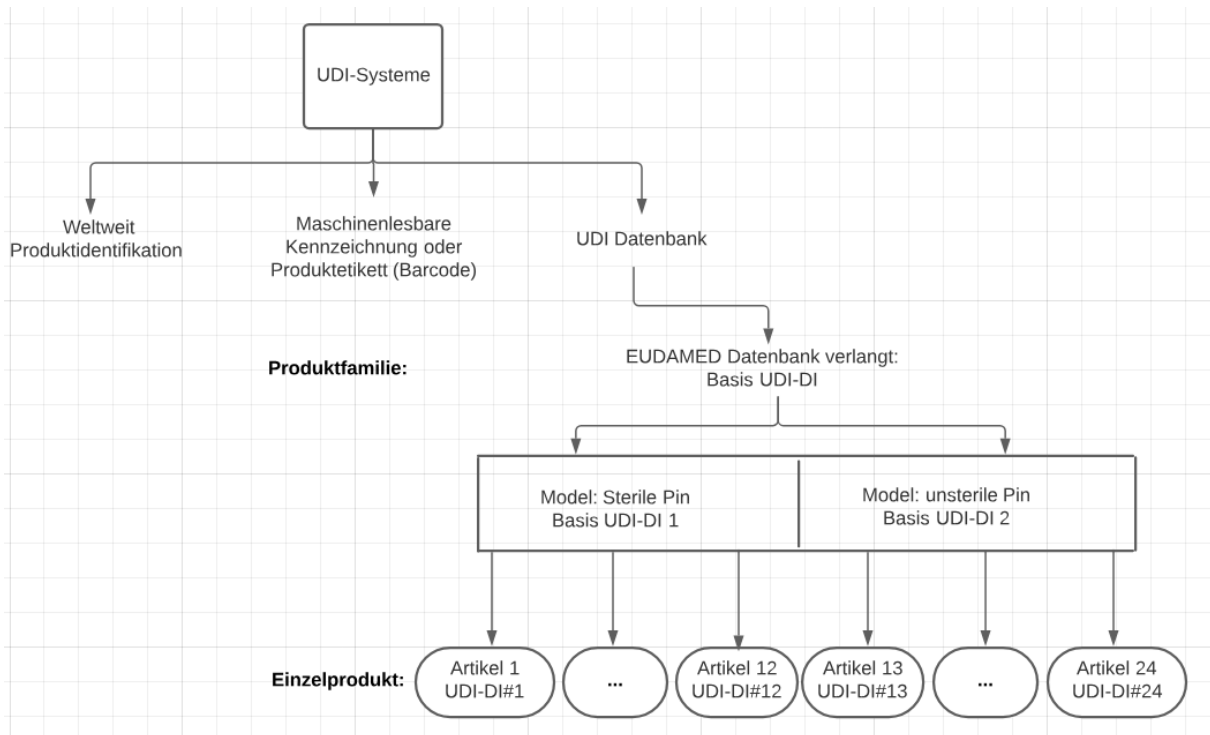 UDI-Systeme
Weltweit
Produktidentifikation
Maschinenlesbare
Kennzeichnung oder
Produktetikett (Barcode)
UDI Datenbank
Produktfamilie:
EUDAMED Datenbank verlangt:
Basis UDI-DI
Model: Sterile Pin
Basis UDI-DI 1
Model: unsterile Pin
Basis UDI-DI 2
Einzelprodukt:
Artikel 1
UDI-DI#1
...
Artikel 12
UDI-DI#12
Artikel 13
UDI-DI#13
...
Artikel 24
UDI-DI#24